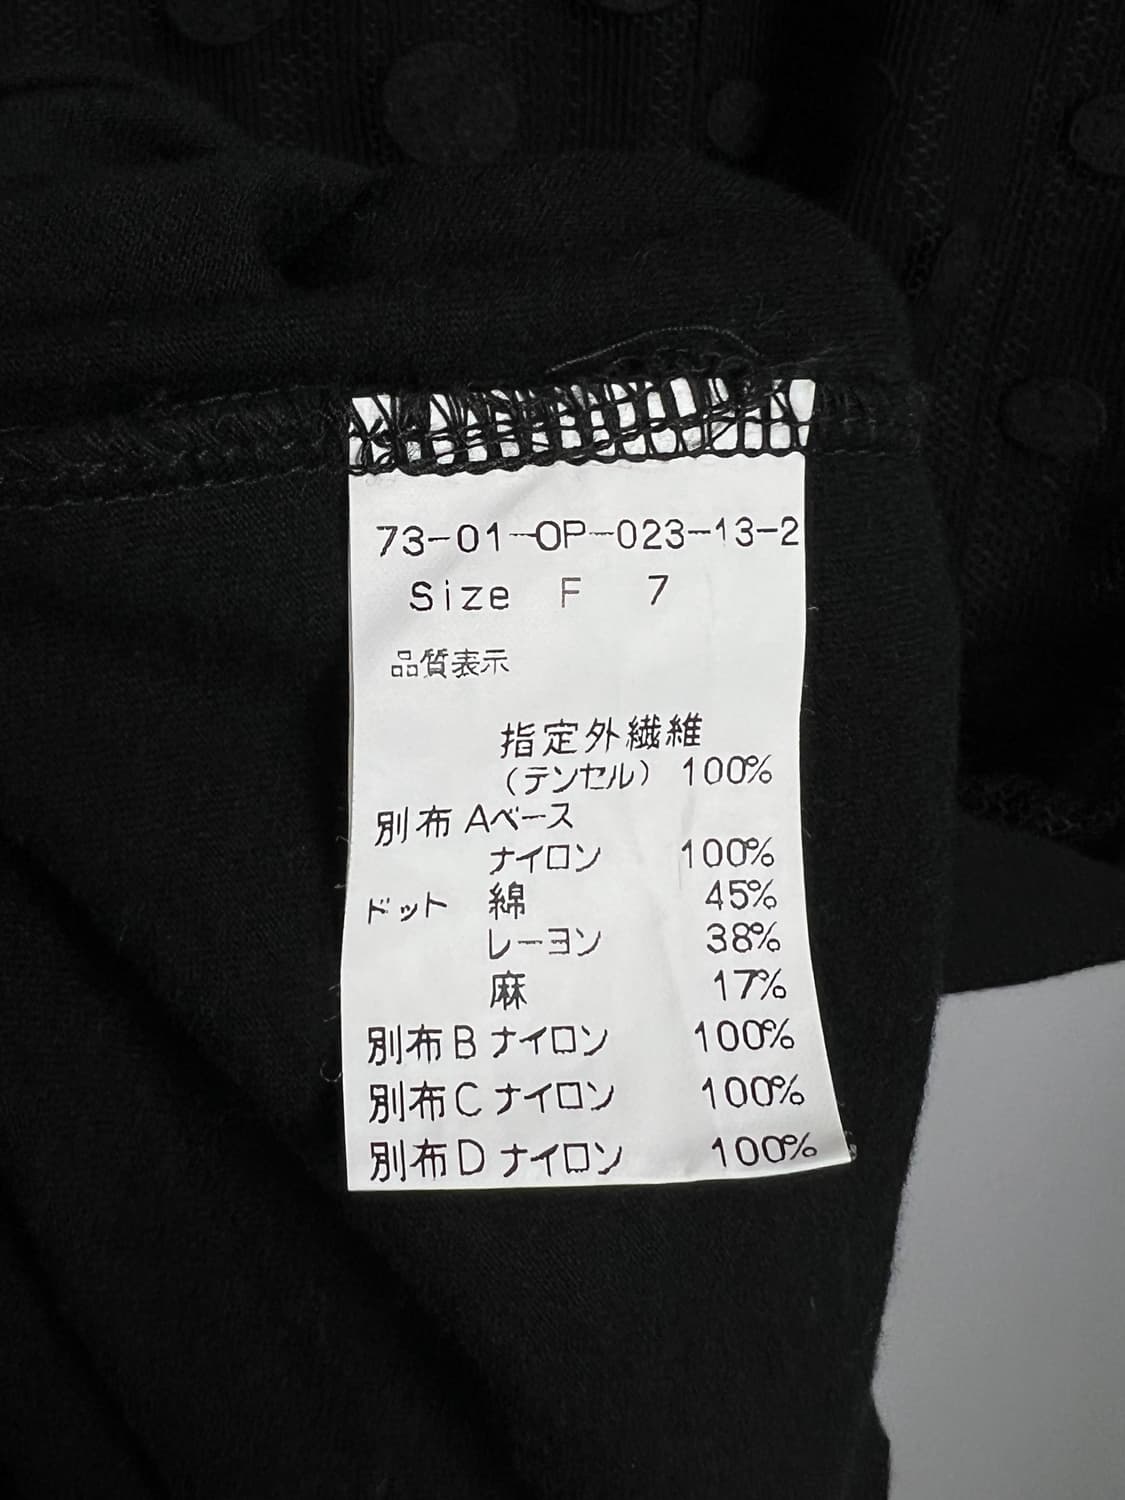 73-01-OP-023-13-2
Size F 7
品質表示
指定外繊維
(テンセル) 100%
別布 Aベース
ナイロン 100%
ドット 綿 45%
レーヨン 38%
麻 17%
別布B ナイロン 100%
別布C ナイロン 100%
別布D ナイロン 100%